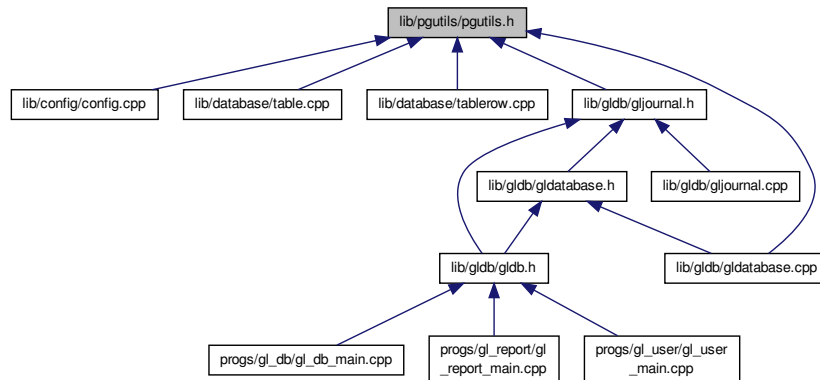 lib/pgutils/pgutils.h
lib/config/config.cpp
lib/database/table.cpp
lib/database/tablerow.cpp
lib/gldb/gljournal.h
lib/gldb/gldatabase.h
lib/gldb/gljournal.cpp
lib/gldb/gldb.h
lib/gldb/gldatabase.cpp
progs/gl_db/gl_db_main.cpp
progs/gl_report/gl
_report_main.cpp
progs/gl_user/gl_user
_main.cpp